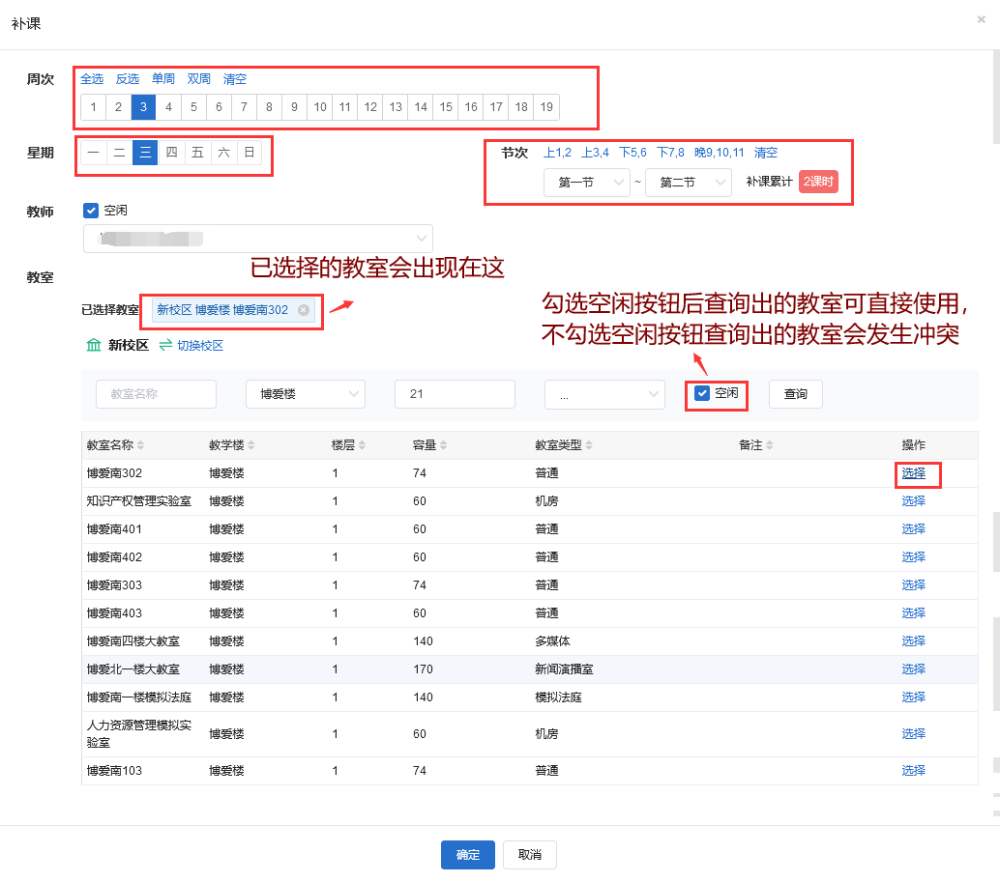 补课
×
周次
全选 反选 单周 双周 清空
1 2 3 4 5 6 7 8 9 10 11 12 13 14 15 16 17 18 19
星期
一 二 三 四 五 六 日
节次 上1,2 上3,4 下5,6 下7,8 晚9,10,11 清空
第一节 ~ 第二节 补课累计 2课时
教师
空闲
教室
已选择的教室会出现在这
已选择教室 新校区 博爱楼 博爱南302
勾选空闲按钮后查询出的教室可直接使用，
不勾选空闲按钮查询出的教室会发生冲突
新校区 切换校区
教室名称 博爱楼 21 ... 空闲 查询
教室名称 教学楼 楼层 容量 教室类型 备注 操作
博爱南302 博爱楼 1 74 普通 选择
知识产权管理实验室 博爱楼 1 60 机房 选择
博爱南401 博爱楼 1 60 普通 选择
博爱南402 博爱楼 1 60 普通 选择
博爱南303 博爱楼 1 74 普通 选择
博爱南403 博爱楼 1 60 普通 选择
博爱南四楼大教室 博爱楼 1 140 多媒体 选择
博爱北一楼大教室 博爱楼 1 170 新闻演播室 选择
博爱南一楼模拟法庭 博爱楼 1 140 模拟法庭 选择
人力资源管理模拟实
验室 博爱楼 1 60 机房 选择
博爱南103 博爱楼 1 74 普通 选择
确定 取消